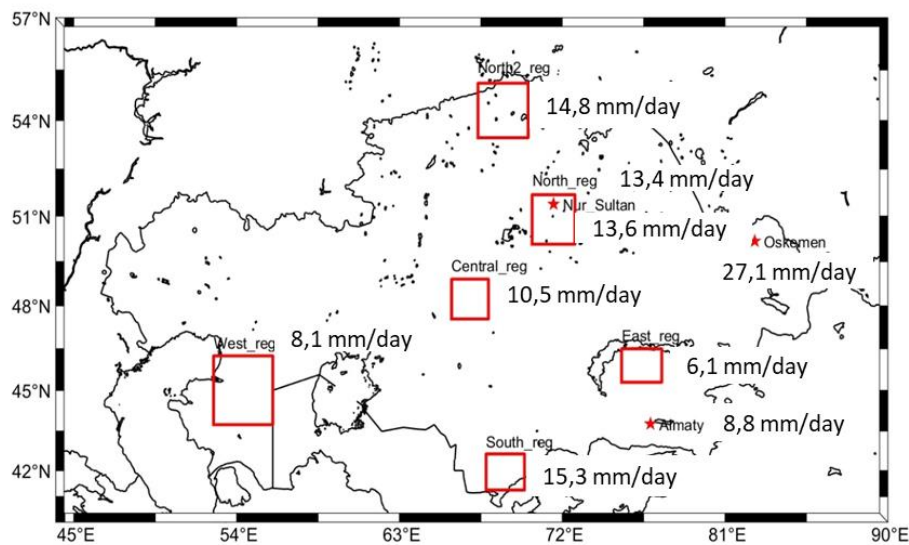 57°N
North2_reg
14,8 mm/day
54°N
North_reg
13,4 mm/day
51°N
Nur_Sultan
13,6 mm/day
Oskemen
Central_reg
27,1 mm/day
10,5 mm/day
48°N
West_reg
8,1 mm/day
East_reg
6,1 mm/day
45°N
Almaty
8,8 mm/day
South_reg
42°N
15,3 mm/day
45°E
54°E
63°E
72°E
81°E
90°E